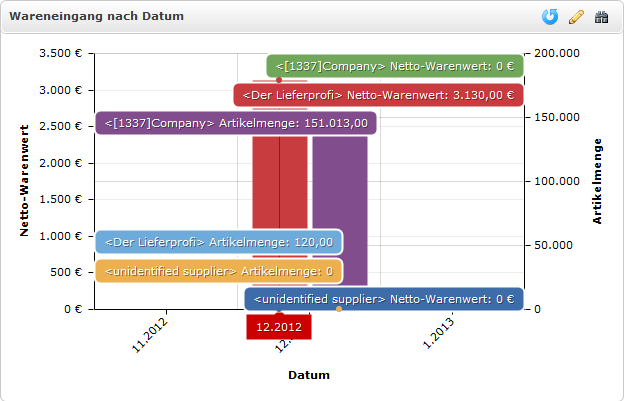 Wareneingang nach Datum
3.500 €
200.000
<[1337]Company> Netto-Warenwert: 0 €
3.000 €
<Der Lieferprofi> Netto-Warenwert: 3.130,00 €
2.500 €
<[1337]Company> Artikelmenge: 151.013,00
150.000
2.000 €
Netto-Warenwert
Artikelmenge
100.000
1.500 €
1.000 €
<Der Lieferprofi> Artikelmenge: 120,00
50.000
500 €
<unidentified supplier> Artikelmenge: 0
<unidentified supplier> Netto-Warenwert: 0 €
0 €
0
12.2012
11.2012
1.2013
Datum